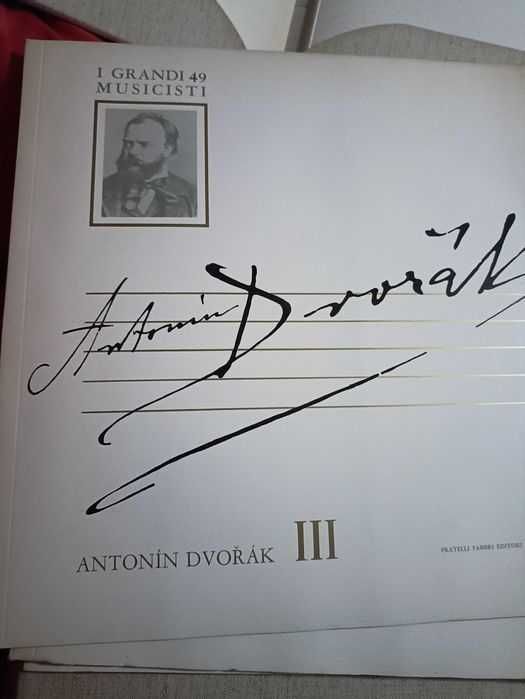 I GRANDI 49
MUSICISTI
Antonín Dvořák
ANTONÍN DVOŘÁK III
FRATELLI FABBRI EDITORI